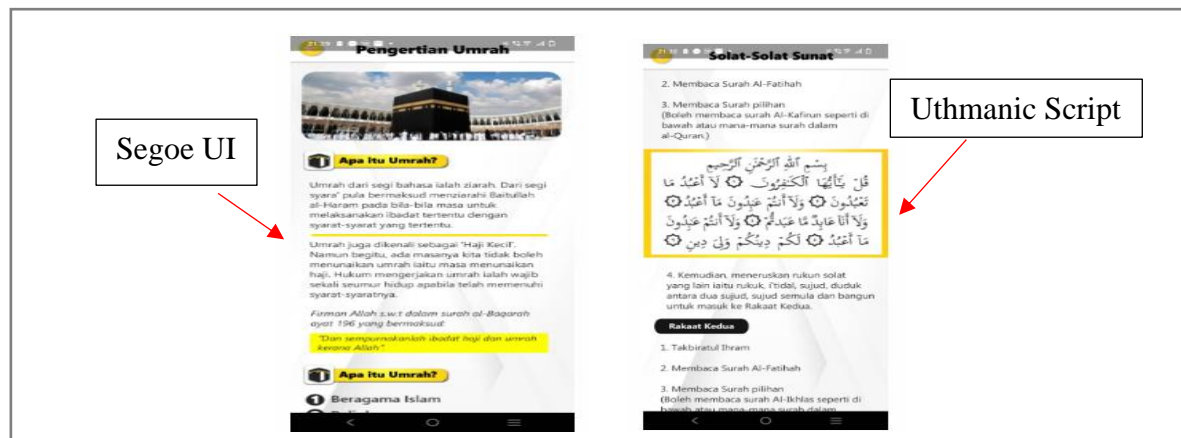 Segoe UI
Pengertian Umrah
Apa itu Umrah?
Umrah dari segi bahasa ialah ziarah. Dari segi
syara' pula bermaksud menziarahi Baitullah
al-Haram pada bila-bila masa untuk
melaksanakan ibadat tertentu dengan
syarat-syarat yang tertentu.
Umrah juga dikenali sebagai 'Haji Kecil'.
Namun begitu, ada masanya kita tidak boleh
menunaikan umrah iaitu masa menunaikan
haji. Hukum mengerjakan umrah ialah wajib
sekali seumur hidup apabila telah memenuhi
syarat-syaratnya.
Firman Allah s.w.t dalam surah al-Baqarah
ayat 196 yang bermaksud:
"Dan sempurnakanlah ibadat haji dan umrah
kerana Allah".
Apa itu Umrah?
1 Beragama Islam
Solat-Solat Sunat
2. Membaca Surah Al-Fatihah
3. Membaca Surah pilihan
(Boleh membaca surah Al-Kafirun seperti di
bawah atau mana-mana surah dalam
al-Quran.)
بِسْمِ ٱللَّهِ ٱلرَّحْمَٰنِ ٱلرَّحِيمِ
قُلْ يَٰٓأَيُّهَا ٱلْكَٰفِرُونَ ۝ لَآ أَعْبُدُ مَا
تَعْبُدُونَ ۝ وَلَآ أَنتُمْ عَٰبِدُونَ مَآ أَعْبُدُ ۝
وَلَآ أَنَا۠ عَابِدٌ مَّا عَبَدتُّمْ ۝ وَلَآ أَنتُمْ عَٰبِدُونَ
مَآ أَعْبُدُ ۝ لَكُمْ دِينُكُمْ وَلِىَ دِينِ ۝
4. Kemudian, meneruskan rukun solat
yang lain iaitu rukuk, i'tidal, sujud, duduk
antara dua sujud, sujud semula dan bangun
untuk masuk ke Rakaat Kedua.
Rakaat Kedua
1. Takbiratul Ihram
2. Membaca Surah Al-Fatihah
3. Membaca Surah pilihan
(Boleh membaca surah Al-Ikhlas seperti di
bawah atau mana-mana surah dalam
Uthmanic Script